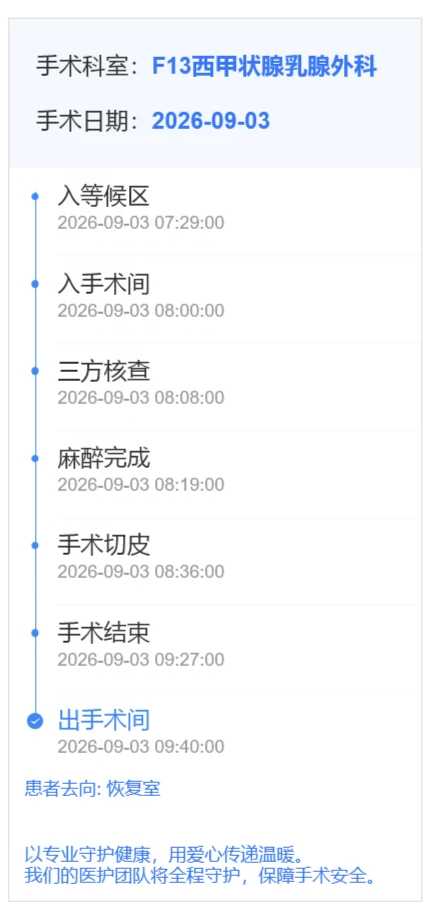 手术科室：F13西甲状腺乳腺外科
手术日期：2026-09-03
入等候区
2026-09-03 07:29:00
入手术间
2026-09-03 08:00:00
三方核查
2026-09-03 08:08:00
麻醉完成
2026-09-03 08:19:00
手术切皮
2026-09-03 08:36:00
手术结束
2026-09-03 09:27:00
出手术间
2026-09-03 09:40:00
患者去向: 恢复室
以专业守护健康，用爱心传递温暖。
我们的医护团队将全程守护，保障手术安全。